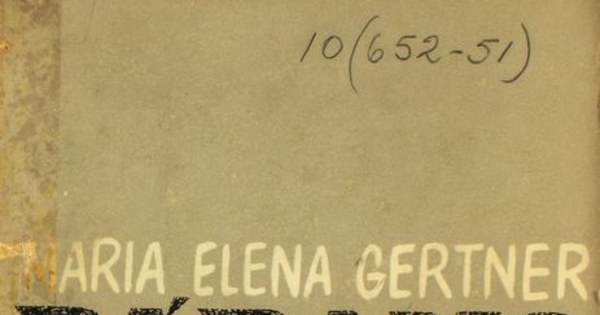 10(652-51)
MARIA ELENA GERTNER